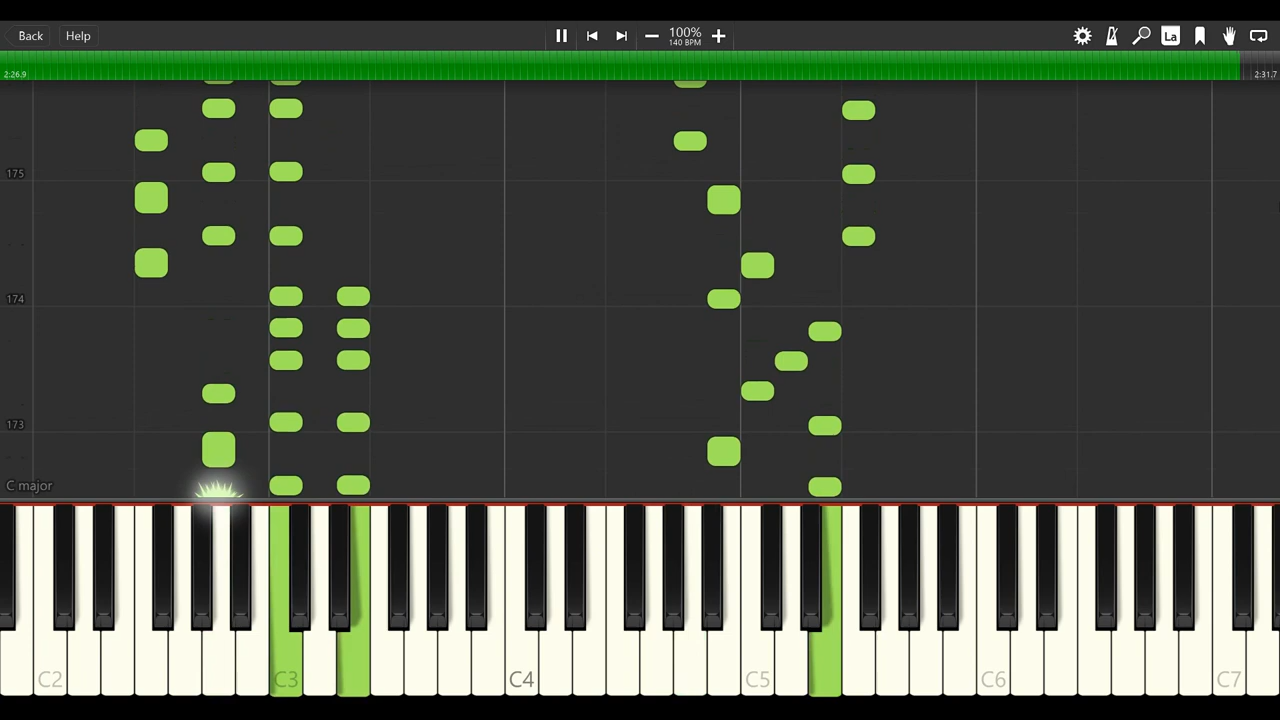 Back Help
100%
140 BPM
La
2:26.9 2:31.7
175
174
173
C major
C2 C3 C4 C5 C6 C7